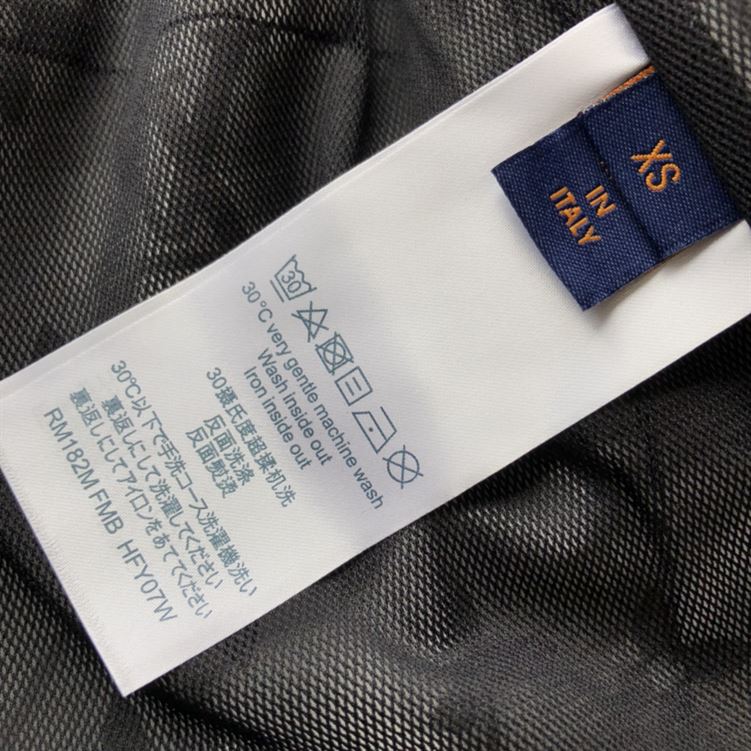 XS
IN
ITALY
30
30°C very gentle machine wash
Wash inside out
Iron inside out
30摄氏度超揉机洗
反面洗涤
反面熨烫
30℃以下で手洗コース洗濯機洗い
裏返しにして洗濯してください
裏返しにしてアイロンをあててください
RM182M FMB HFY07W